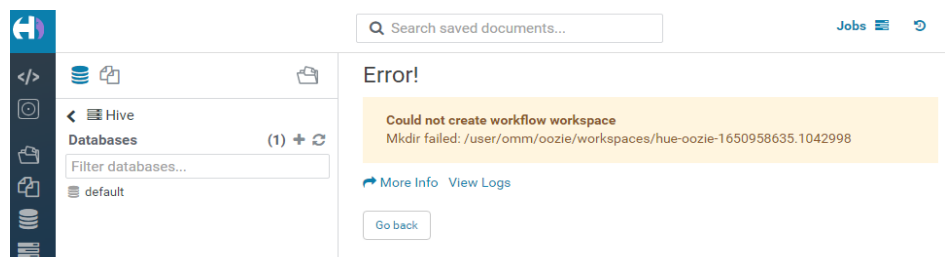 Search saved documents...
Jobs
</>
Error!
Hive
Databases (1)
Filter databases...
default
Could not create workflow workspace
Mkdir failed: /user/omm/oozie/workspaces/hue-oozie-1650958635.1042998
More Info View Logs
Go back